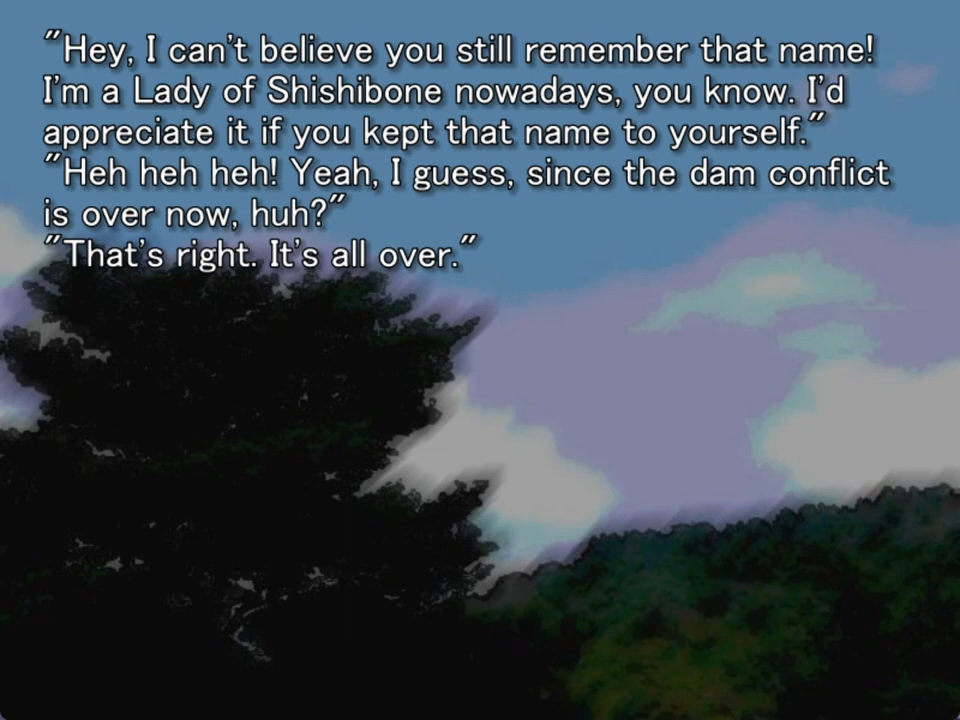 "Hey, I can't believe you still remember that name!
I'm a Lady of Shishibone nowadays, you know. I'd
appreciate it if you kept that name to yourself."
"Heh heh heh! Yeah, I guess, since the dam conflict
is over now, huh?"
"That's right. It's all over."